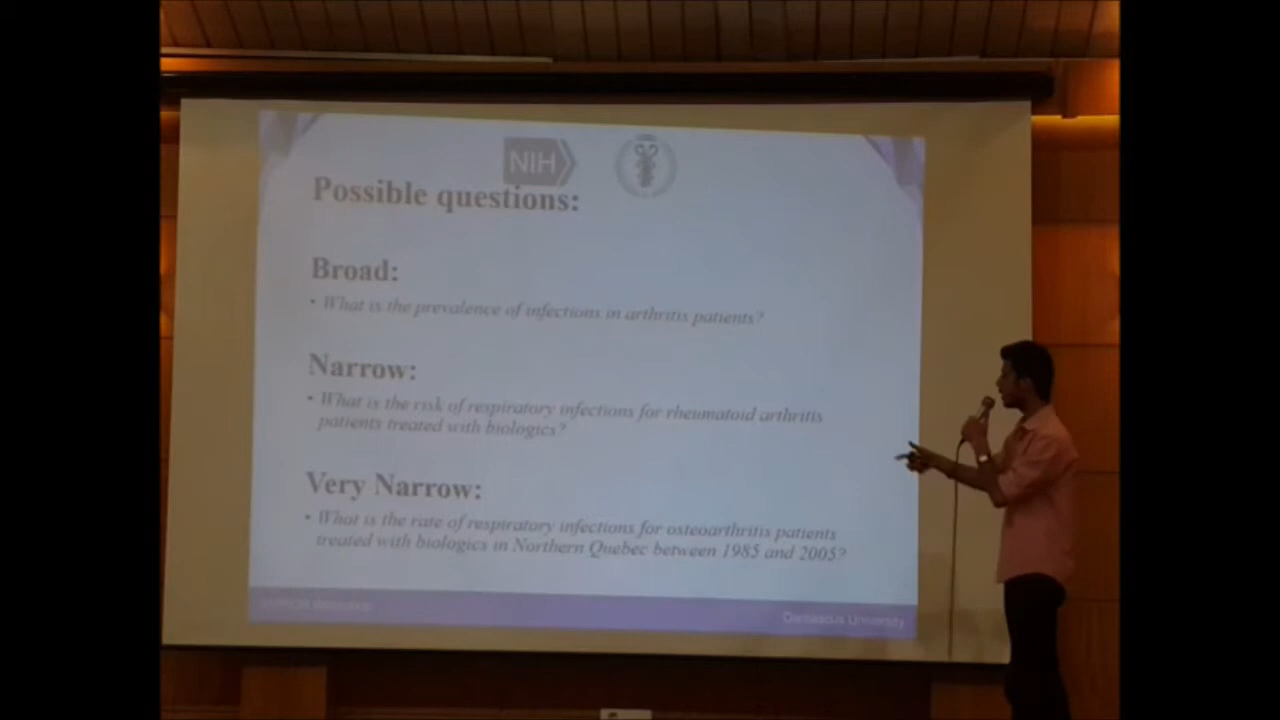 NIH
Possible questions:
Broad:
• What is the prevalence of infections in arthritis patients?
Narrow:
• What is the risk of respiratory infections for rheumatoid arthritis
patients treated with biologics?
Very Narrow:
• What is the rate of respiratory infections for osteoarthritis patients
treated with biologics in Northern Quebec between 1985 and 2005?
Damascus University